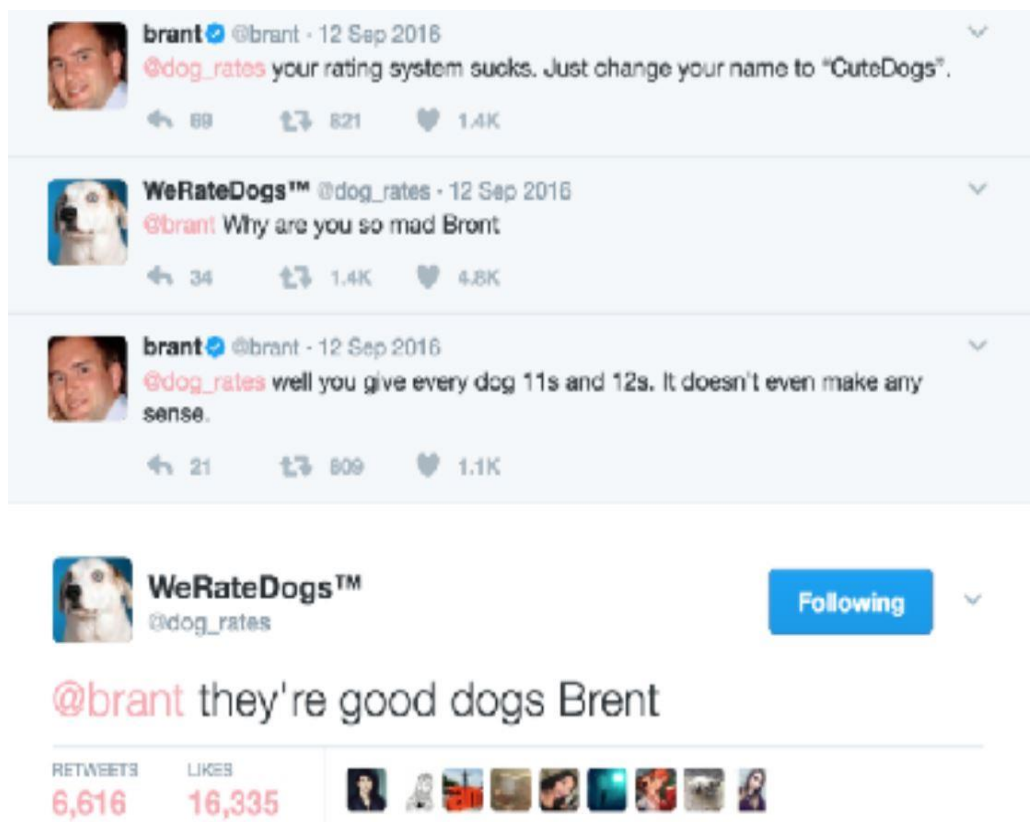 brant @brant · 12 Sep 2016
@dog_rates your rating system sucks. Just change your name to "CuteDogs".
69 821 1.4K
WeRateDogs™ @dog_rates · 12 Sep 2016
@brant Why are you so mad Bront
34 1.4K 4.8K
brant @brant · 12 Sep 2016
@dog_rates well you give every dog 11s and 12s. It doesn't even make any
sense.
21 809 1.1K
WeRateDogs™
@dog_rates
Following
@brant they're good dogs Brent
RETWEETS LIKES
6,616 16,335